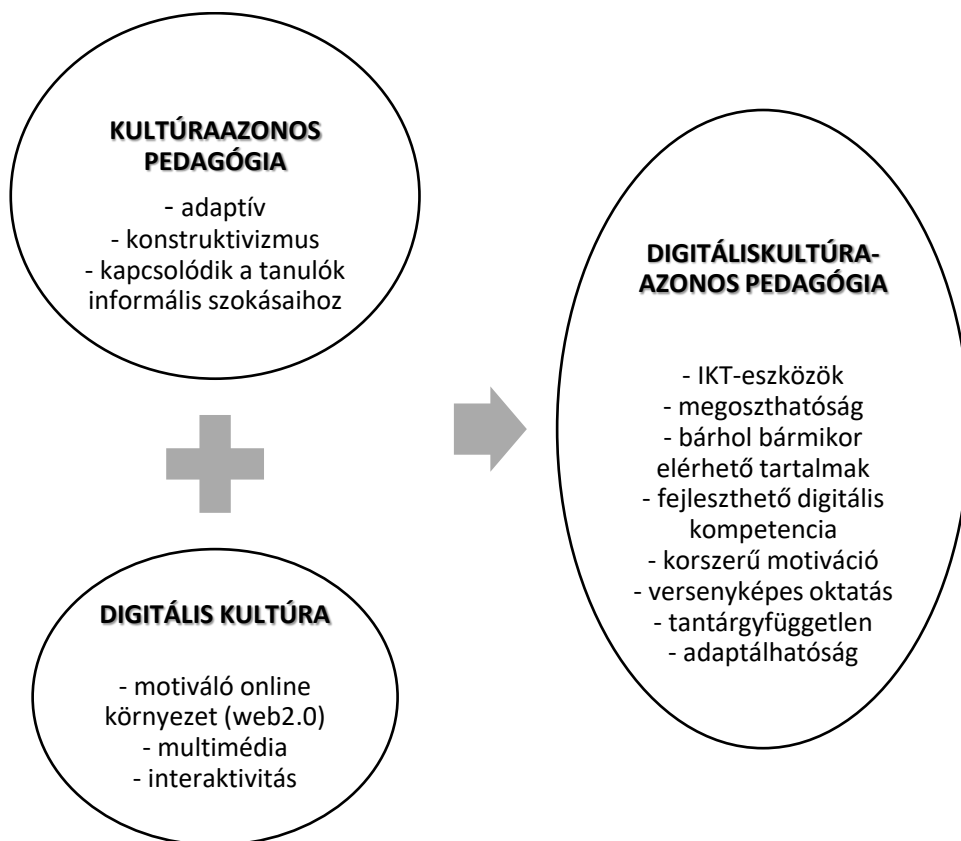 KULTÚRAAZONOS
PEDAGÓGIA
- adaptív
- konstruktivizmus
- kapcsolódik a tanulók
informális szokásaihoz
DIGITÁLIS KULTÚRA
- motiváló online
környezet (web2.0)
- multimédia
- interaktivitás
DIGITÁLISKULTÚRA-
AZONOS PEDAGÓGIA
- IKT-eszközök
- megoszthatóság
- bárhol bármikor
elérhető tartalmak
- fejleszthető digitális
kompetencia
- korszerű motiváció
- versenyképes oktatás
- tantárgyfüggetlen
- adaptálhatóság